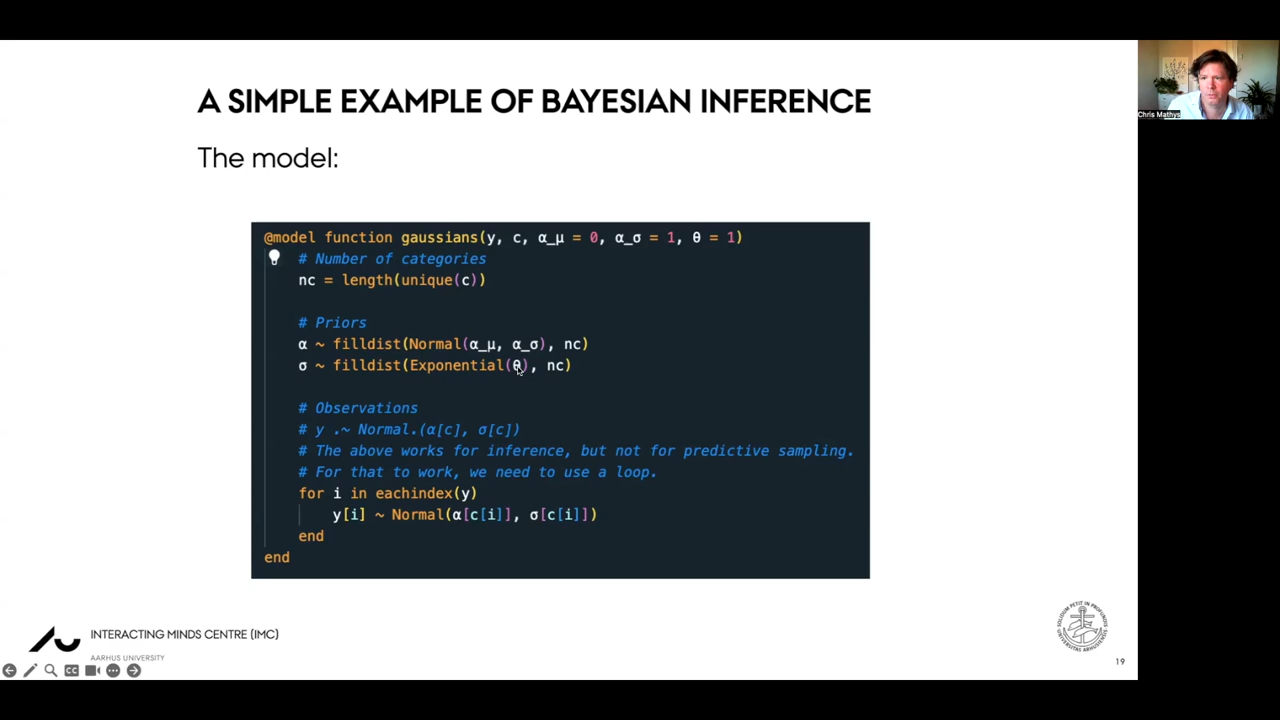 A SIMPLE EXAMPLE OF BAYESIAN INFERENCE
Chris Mathys
The model:
@model function gaussians(y, c, α_μ = 0, α_σ = 1, θ = 1)
# Number of categories
nc = length(unique(c))
# Priors
α ~ filldist(Normal(α_μ, α_σ), nc)
σ ~ filldist(Exponential(θ), nc)
# Observations
# y .~ Normal.(α[c], σ[c])
# The above works for inference, but not for predictive sampling.
# For that to work, we need to use a loop.
for i in eachindex(y)
y[i] ~ Normal(α[c[i]], σ[c[i]])
end
end
INTERACTING MINDS CENTRE (IMC)
AARHUS UNIVERSITY
19